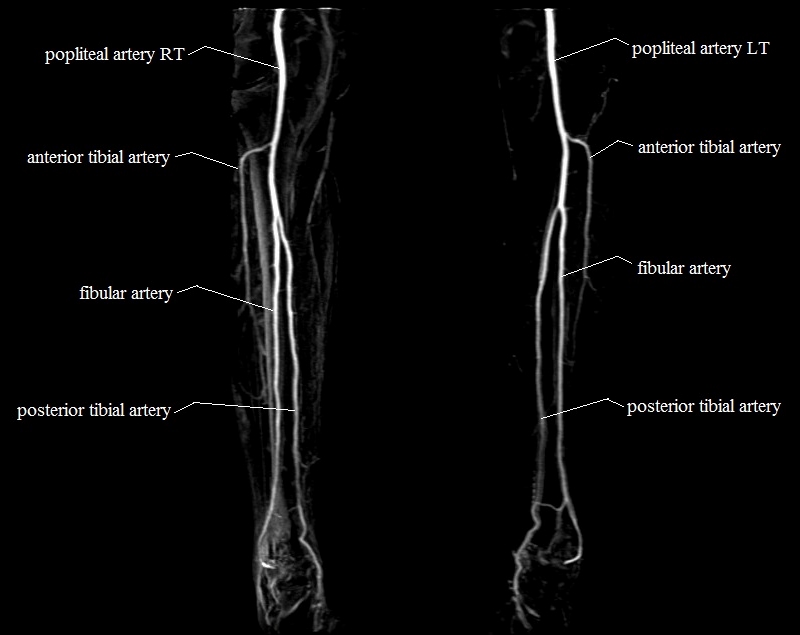 popliteal artery RT
popliteal artery LT
anterior tibial artery
anterior tibial artery
fibular artery
fibular artery
posterior tibial artery
posterior tibial artery